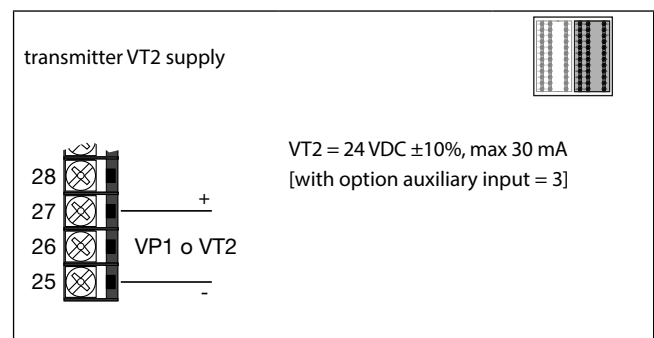 transmitter VT2 supply
VT2 = 24 VDC ±10%, max 30 mA
[with option auxiliary input = 3]
28
27
+
26
VP1 o VT2
25
-